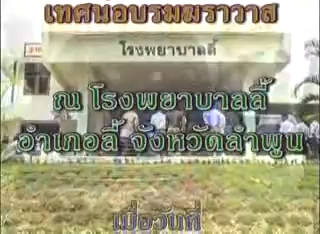 เทศน์อบรมฆราวาส
โรงพยาบาลลี้
ณ โรงพยาบาลลี้
อำเภอลี้ จังหวัดลำพูน
เมื่อวันที่